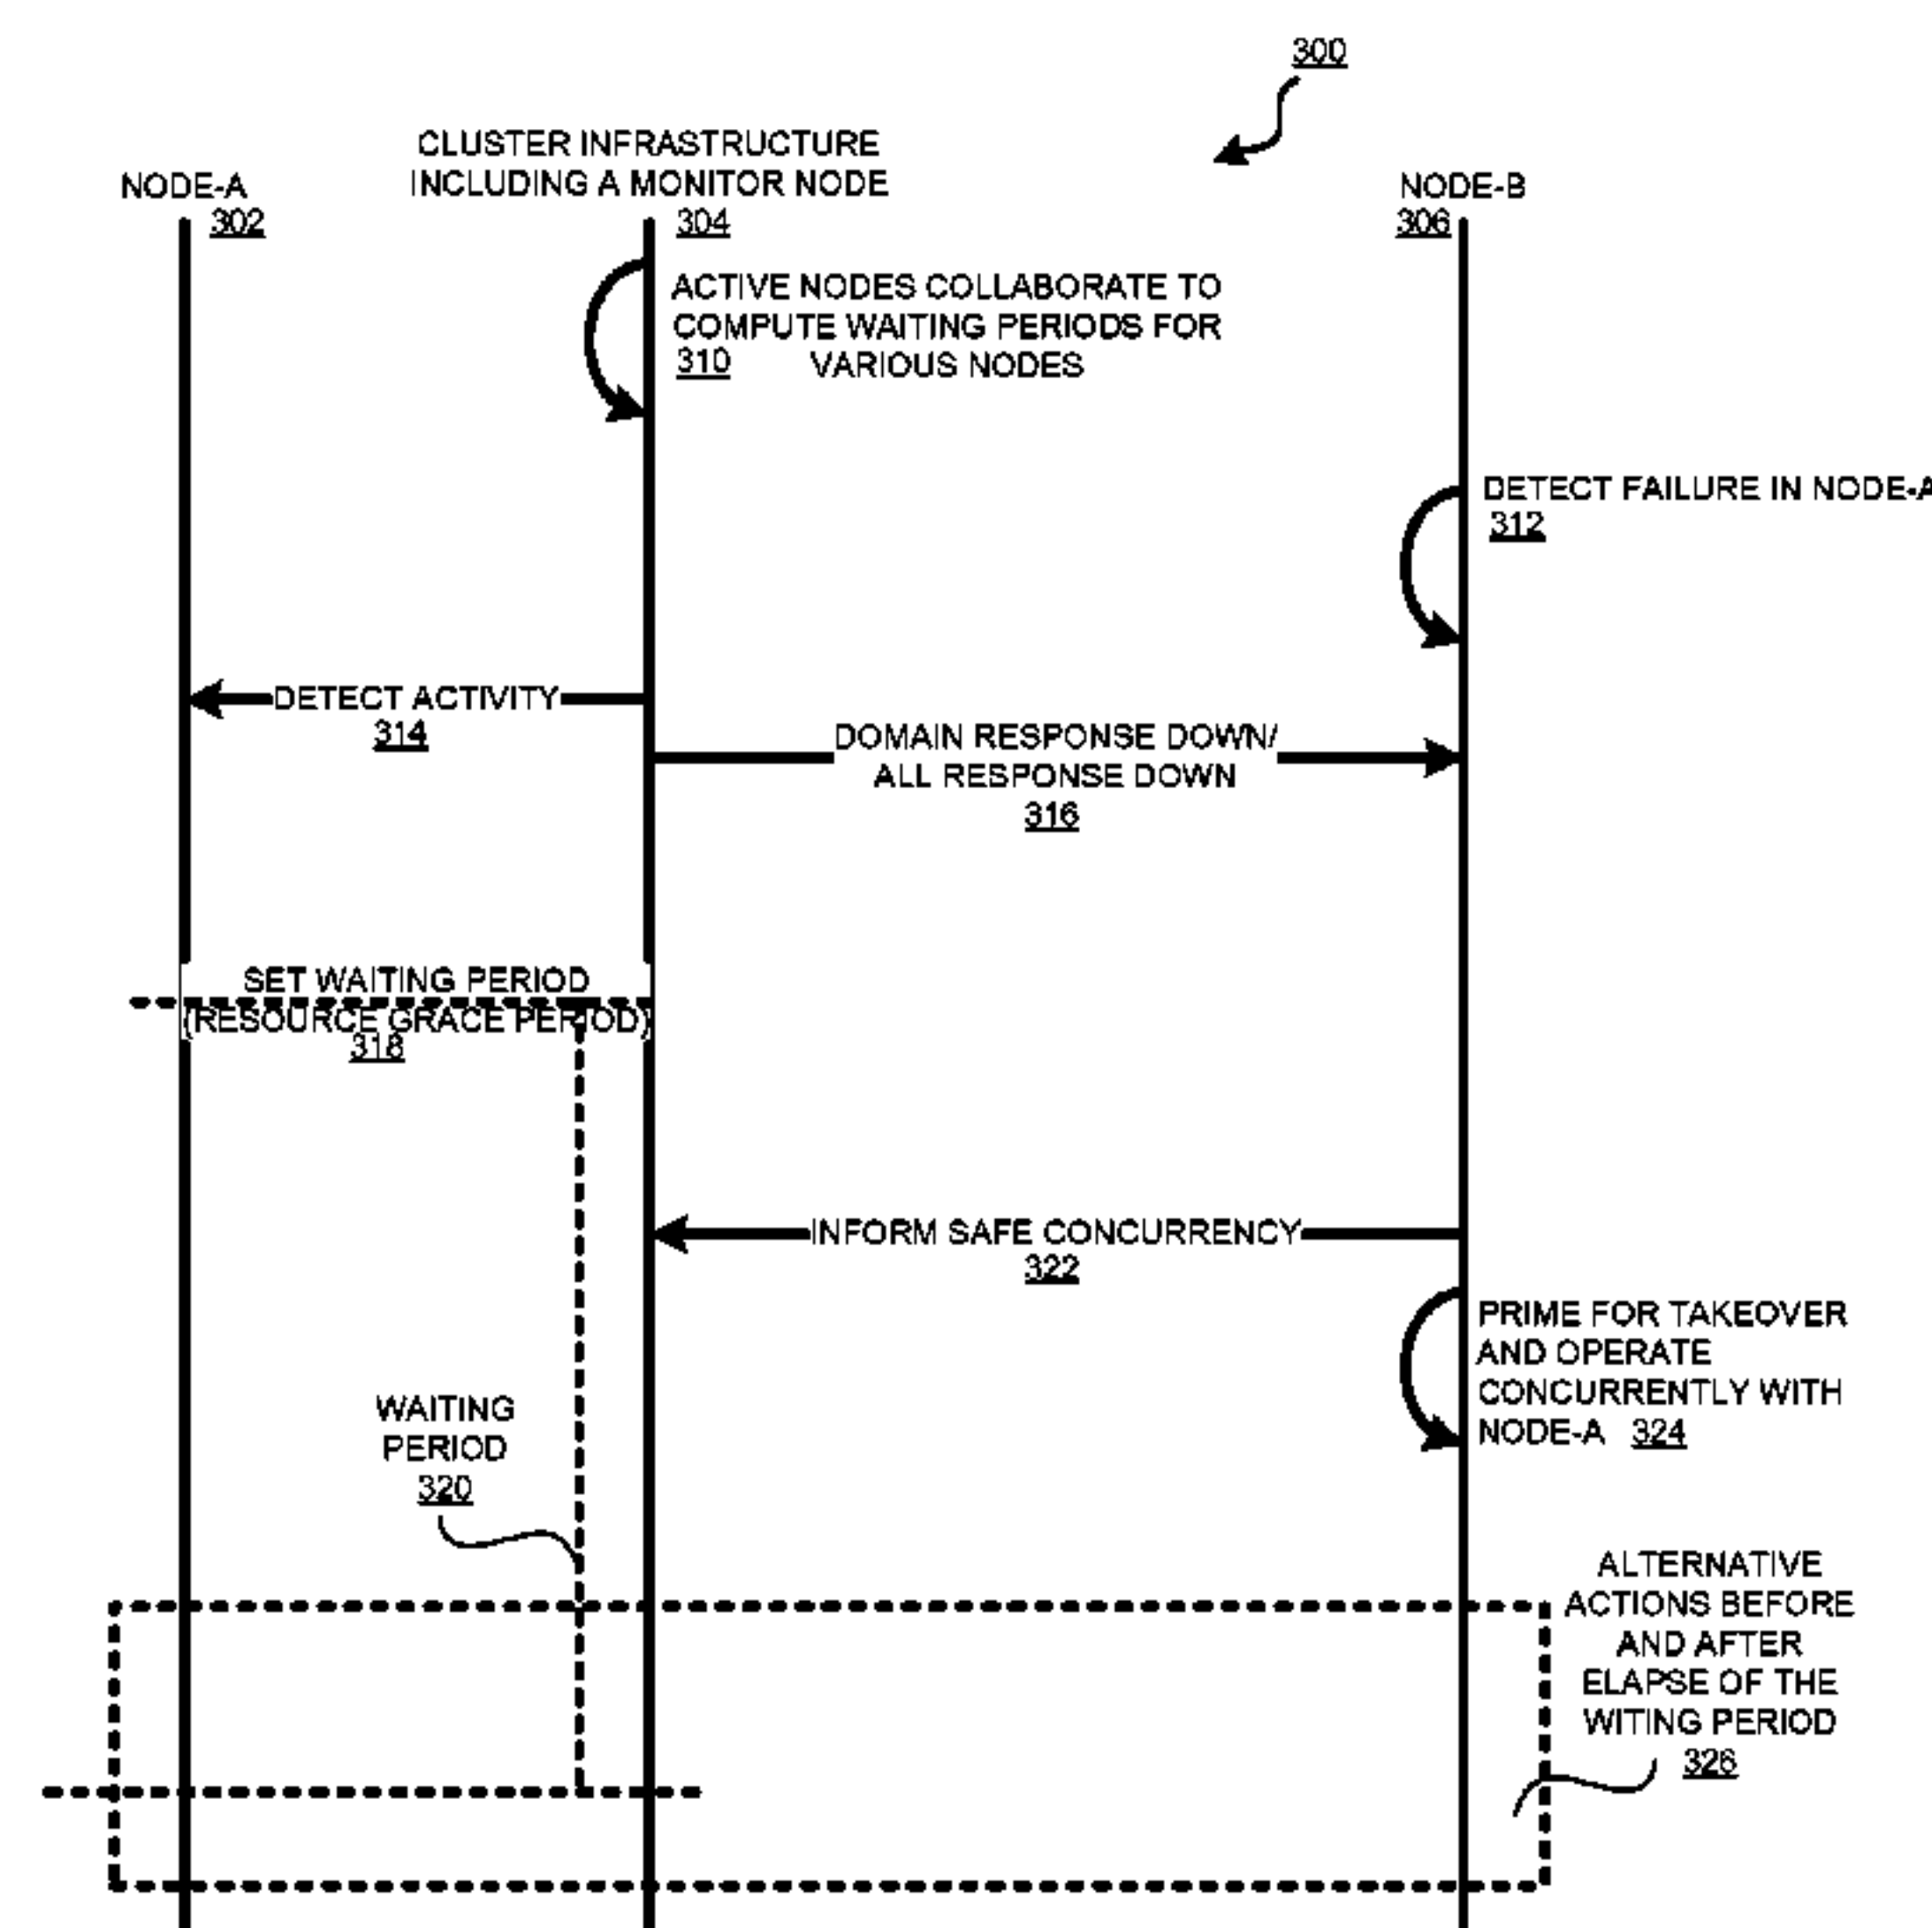 300
CLUSTER INFRASTRUCTURE
INCLUDING A MONITOR NODE
304
NODE-A
302
NODE-B
306
ACTIVE NODES COLLABORATE TO
COMPUTE WAITING PERIODS FOR
310 VARIOUS NODES
DETECT FAILURE IN NODE-A
312
DETECT ACTIVITY
314
DOMAIN RESPONSE DOWN/
ALL RESPONSE DOWN
316
SET WAITING PERIOD
(RESOURCE GRACE PERIOD)
318
INFORM SAFE CONCURRENCY
322
PRIME FOR TAKEOVER
AND OPERATE
CONCURRENTLY WITH
NODE-A 324
WAITING
PERIOD
320
ALTERNATIVE
ACTIONS BEFORE
AND AFTER
ELAPSE OF THE
WITING PERIOD
326